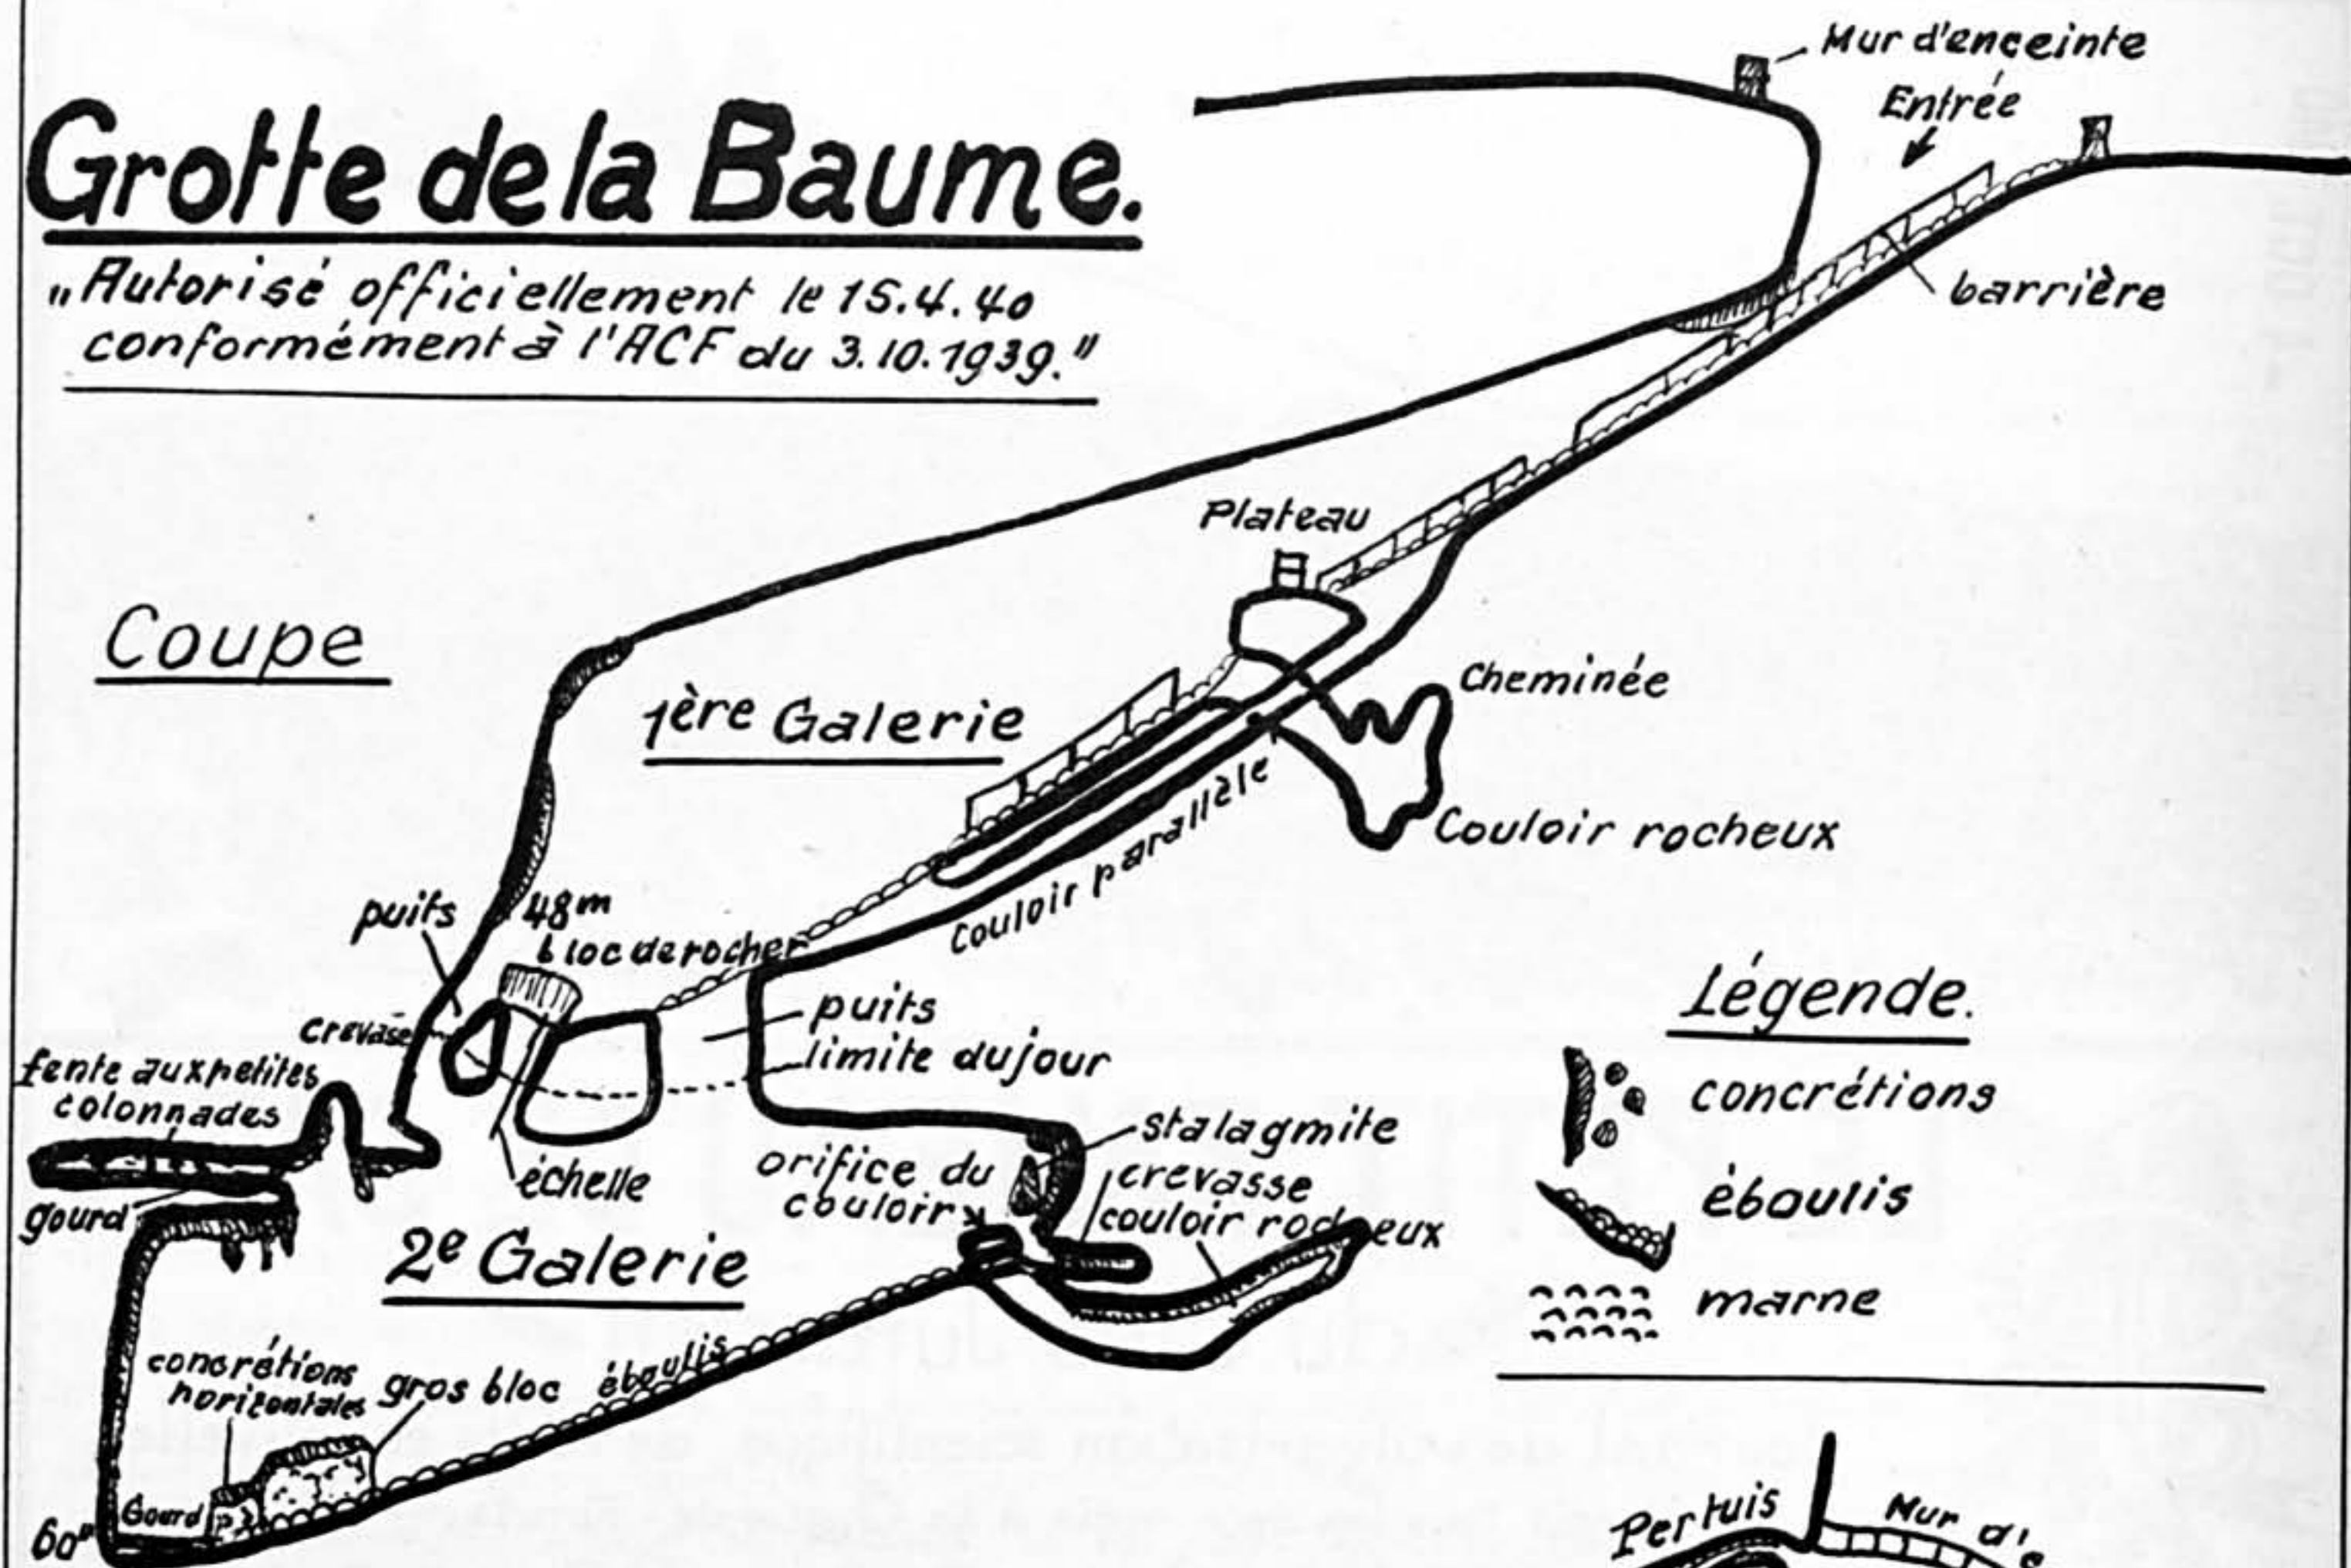 Mur d'enceinte
Entrée
Grotte de la Baume.
„Autorisé officiellement le 15.4.40
conformément à l'ACF du 3.10.1939."
barrière
Plateau
Coupe
1ère Galerie
Cheminée
Couloir rocheux
Couloir parallèle
puits
48m
bloc de rocher
Légende.
puits
crevase
limite du jour
fente aux petites
colonnades
concrétions
stalagmite
orifice du
couloir
crevasse
échelle
éboulis
gourd
couloir rocheux
2e Galerie
marne
concrétions
horizontales
gros bloc
éboulis
Gourd
Pertuis
Mur d'e